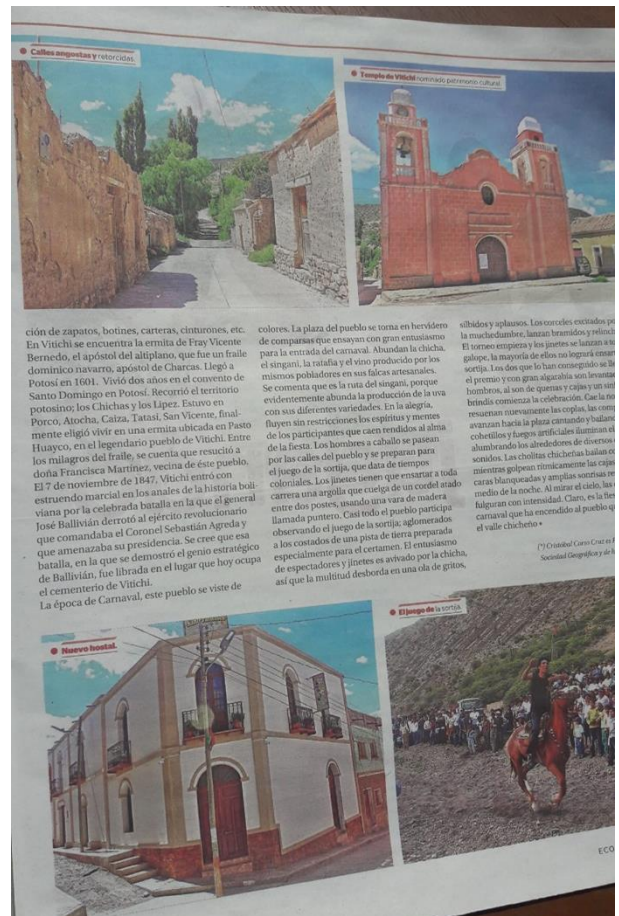 Calles angostas y retorcidas.
Templo de Vitichi nominado patrimonio cultural.
ción de zapatos, botines, carteras, cinturones, etc.
En Vitichi se encuentra la ermita de Fray Vicente
Bernedo, el apóstol del altiplano, que fue un fraile
dominico navarro, apóstol de Charcas. Llegó a
Potosí en 1601. Vivió dos años en el convento de
Santo Domingo en Potosí. Recorrió el territorio
potosino; los Chichas y los Lípez. Estuvo en
Porco, Atocha, Caiza, Tatasi, San Vicente, final-
mente eligió vivir en una ermita ubicada en Pasto
Huayco, en el legendario pueblo de Vitichi. Entre
los milagros del fraile, se cuenta que resucitó a
doña Francisca Martínez, vecina de éste pueblo.
El 7 de noviembre de 1847, Vitichi entró con
estruendo marcial en los anales de la historia boli-
viana por la celebrada batalla en la que el general
José Ballivián derrotó al ejército revolucionario
que comandaba el Coronel Sebastián Agreda y
que amenazaba su presidencia. Se cree que esa
batalla, en la que se demostró el genio estratégico
de Ballivián, fue librada en el lugar que hoy ocupa
el cementerio de Vitichi.
La época de Carnaval, este pueblo se viste de
colores. La plaza del pueblo se torna en hervidero
de comparsas que ensayan con gran entusiasmo
para la entrada del carnaval. Abundan la chicha,
el singani, la ratafia y el vino producido por los
mismos pobladores en sus falcas artesanales.
Se comenta que es la ruta del singani, porque
evidentemente abunda la producción de la uva
con sus diferentes variedades. En la alegría,
fluyen sin restricciones los espíritus y mentes
de los participantes que caen rendidos al alma
de la fiesta. Los hombres a caballo se pasean
por las calles del pueblo y se preparan para
el juego de la sortija, que data de tiempos
coloniales. Los jinetes tienen que ensartar a toda
carrera una argolla que cuelga de un cordel atado
entre dos postes, usando una vara de madera
llamada puntero. Casi todo el pueblo participa
observando el juego de la sortija; aglomerados
a los costados de una pista de tierra preparada
especialmente para el certamen. El entusiasmo
de espectadores y jinetes es avivado por la chicha,
así que la multitud desborda en una ola de gritos,
silbidos y aplausos. Los corceles excitados po
la muchedumbre, lanzan bramidos y relinch
El torneo empieza y los jinetes se lanzan a to
galope, la mayoría de ellos no logrará ensar
sortija. Los dos que lo han conseguido se lle
el premio y con gran algarabía son levantad
hombros, al son de quenas y cajas y un sin
brindis comienza la celebración. Cae la no
resuenan nuevamente las coplas, las comp
avanzan hacia la plaza cantando y bailand
cohetillos y fuegos artificiales iluminan el
alumbrando los alrededores de diversos
sonidos. Las cholitas chicheñas bailan co
mientras golpean rítmicamente las cajas
caras blanqueadas y amplias sonrisas re
medio de la noche. Al mirar el cielo, las
fulguran con intensidad. Claro, es la fies
carnaval que ha encendido al pueblo q
el valle chicheño •
(*) Cristóbal Corso Cruz es
Sociedad Geográfica y de
Nuevo hostal.
El juego de la sortija.
ECO